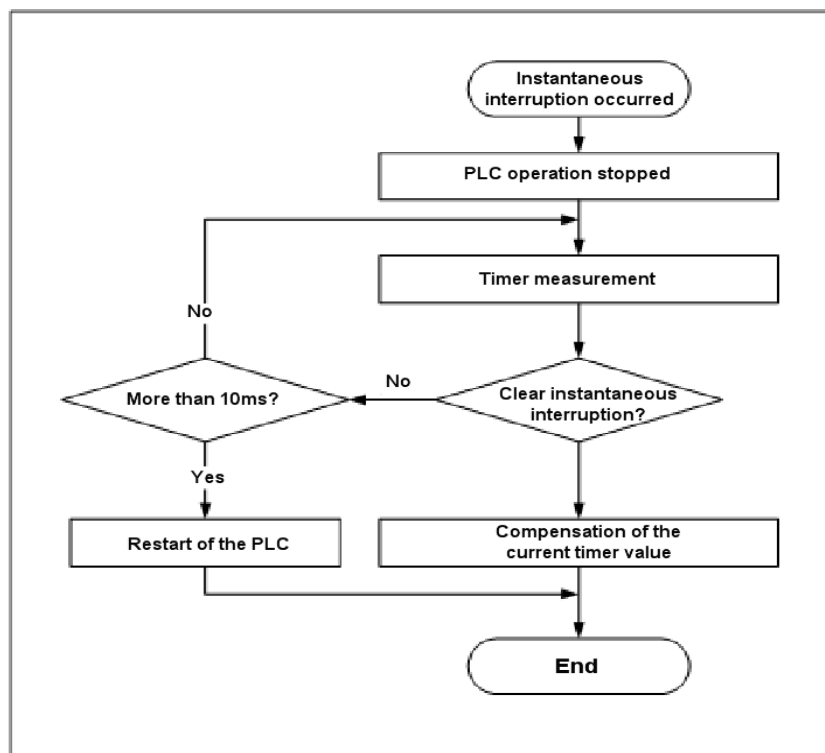 Instantaneous
interruption occurred
PLC operation stopped
Timer measurement
No
More than 10ms?
No
Clear instantaneous
interruption?
Yes
Restart of the PLC
Compensation of the
current timer value
End